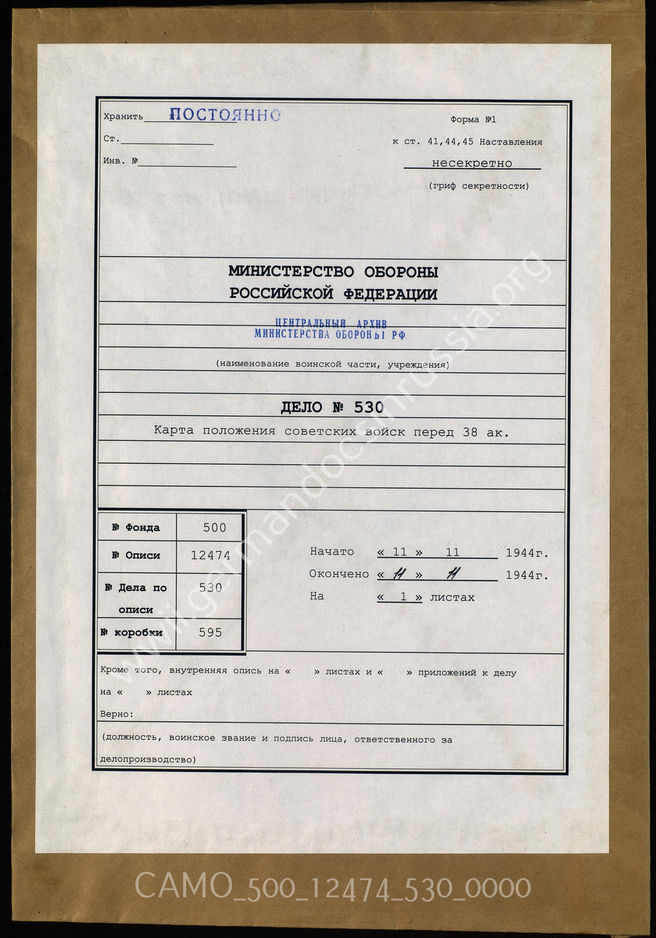 Хранить ПОСТОЯННО
Ст.
Инв. №
Форма №1
к ст. 41,44,45 Наставления
несекретно
(гриф секретности)
МИНИСТЕРСТВО ОБОРОНЫ
РОССИЙСКОЙ ФЕДЕРАЦИИ
ЦЕНТРАЛЬНЫЙ АРХИВ
МИНИСТЕРСТВА ОБОРОНЫ РФ
(наименование воинской части, учреждения)
ДЕЛО № 530
Карта положения советских войск перед 38 ак.
№ Фонда 500
№ Описи 12474
№ Дела по описи 530
№ коробки 595
Начато « 11 » 11 1944г.
Окончено « 11 » 11 1944г.
На « 1 » листах
Кроме того, внутренняя опись на « » листах и « » приложений к делу
на « » листах
Верно:
(должность, воинское звание и подпись лица, ответственного за
делопроизводство)
www.germandocsinrussia.org
CAMO_500_12474_530_0000